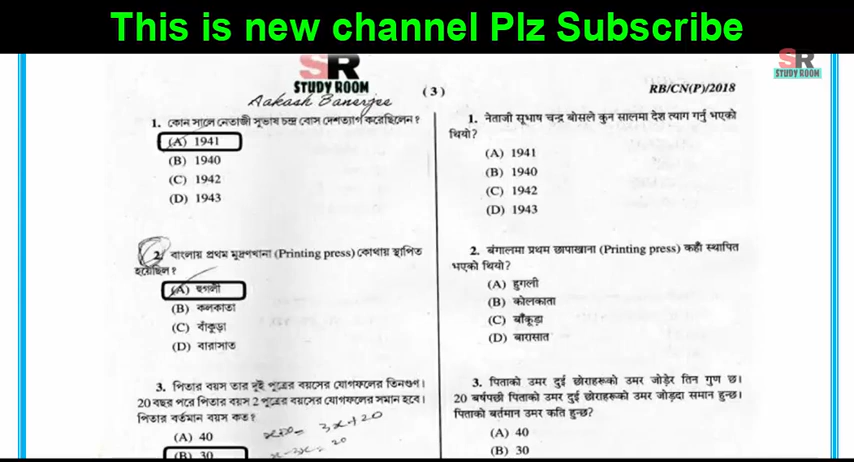 This is new channel Plz Subscribe
SR
STUDY ROOM
Aakash Banerjee
( 3 )
RB/CN(P)/2018
SR
STUDY ROOM
1. কোন সালে নেতাজী সুভাষ চন্দ্র বোস দেশত্যাগ করেছিলেন ?
(A) 1941
(B) 1940
(C) 1942
(D) 1943
2. বাংলায় প্রথম মুদ্রণখানা (Printing press) কোথায় স্থাপিত
হয়েছিল ?
(A) হুগলী
(B) কলকাতা
(C) বাঁকুড়া
(D) বারাসাত
3. পিতার বয়স তার দুই পুত্রের বয়সের যোগফলের তিনগুণ।
20 বছর পরে পিতার বয়স 2 পুত্রের বয়সের যোগফলের সমান হবে।
পিতার বর্তমান বয়স কত ?
(A) 40
(B) 30
1. नेताजी सूभाष चन्द्र बोसले कुन सालमा देश त्याग गर्नु भएको
थियो?
(A) 1941
(B) 1940
(C) 1942
(D) 1943
2. बंगालमा प्रथम छापाखाना (Printing press) कहाँ स्थापित
भएको थियो?
(A) हुगली
(B) कोलकाता
(C) बाँकूड़ा
(D) बारासात
3. पिताको उमर दुई छोराहरूको उमर जोड़ेर तिन गुण छ।
20 बर्षपछी पिताको उमर दुई छोराहरूको उमर जोड़दा समान हुन्छ।
पिताको बर्तमान उमर कति हुन्छ?
(A) 40
(B) 30